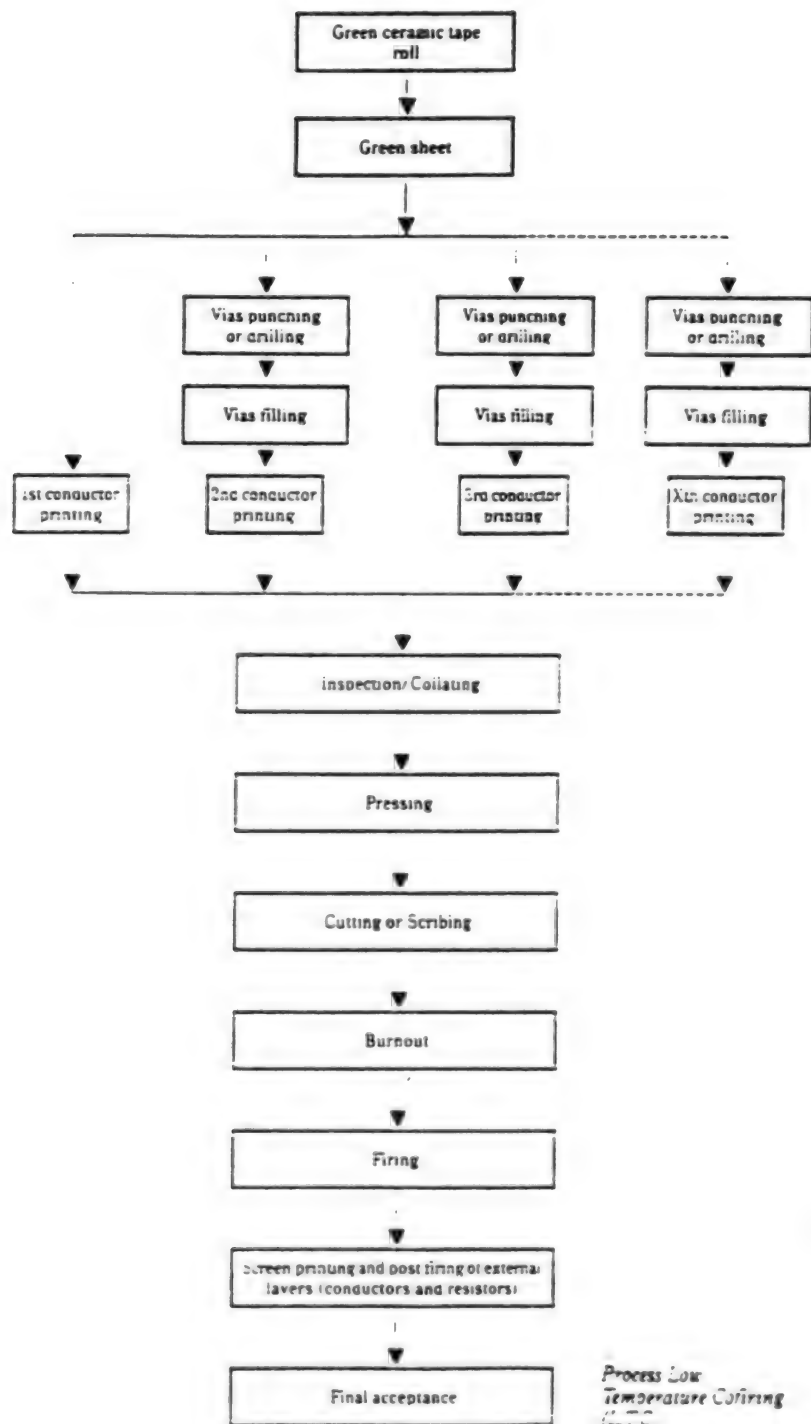 Green ceramic tape
roll
Green sheet
Vias punching
or drilling
Vias punching
or drilling
Vias punching
or drilling
Vias filling
Vias filling
Vias filling
1st conductor
printing
2nd conductor
printing
3rd conductor
printing
Xth conductor
printing
Inspection/Collating
Pressing
Cutting or Scribing
Burnout
Firing
Screen printing and post firing of external
layers (conductors and resistors)
Final acceptance
Process Low
Temperature Cofiring